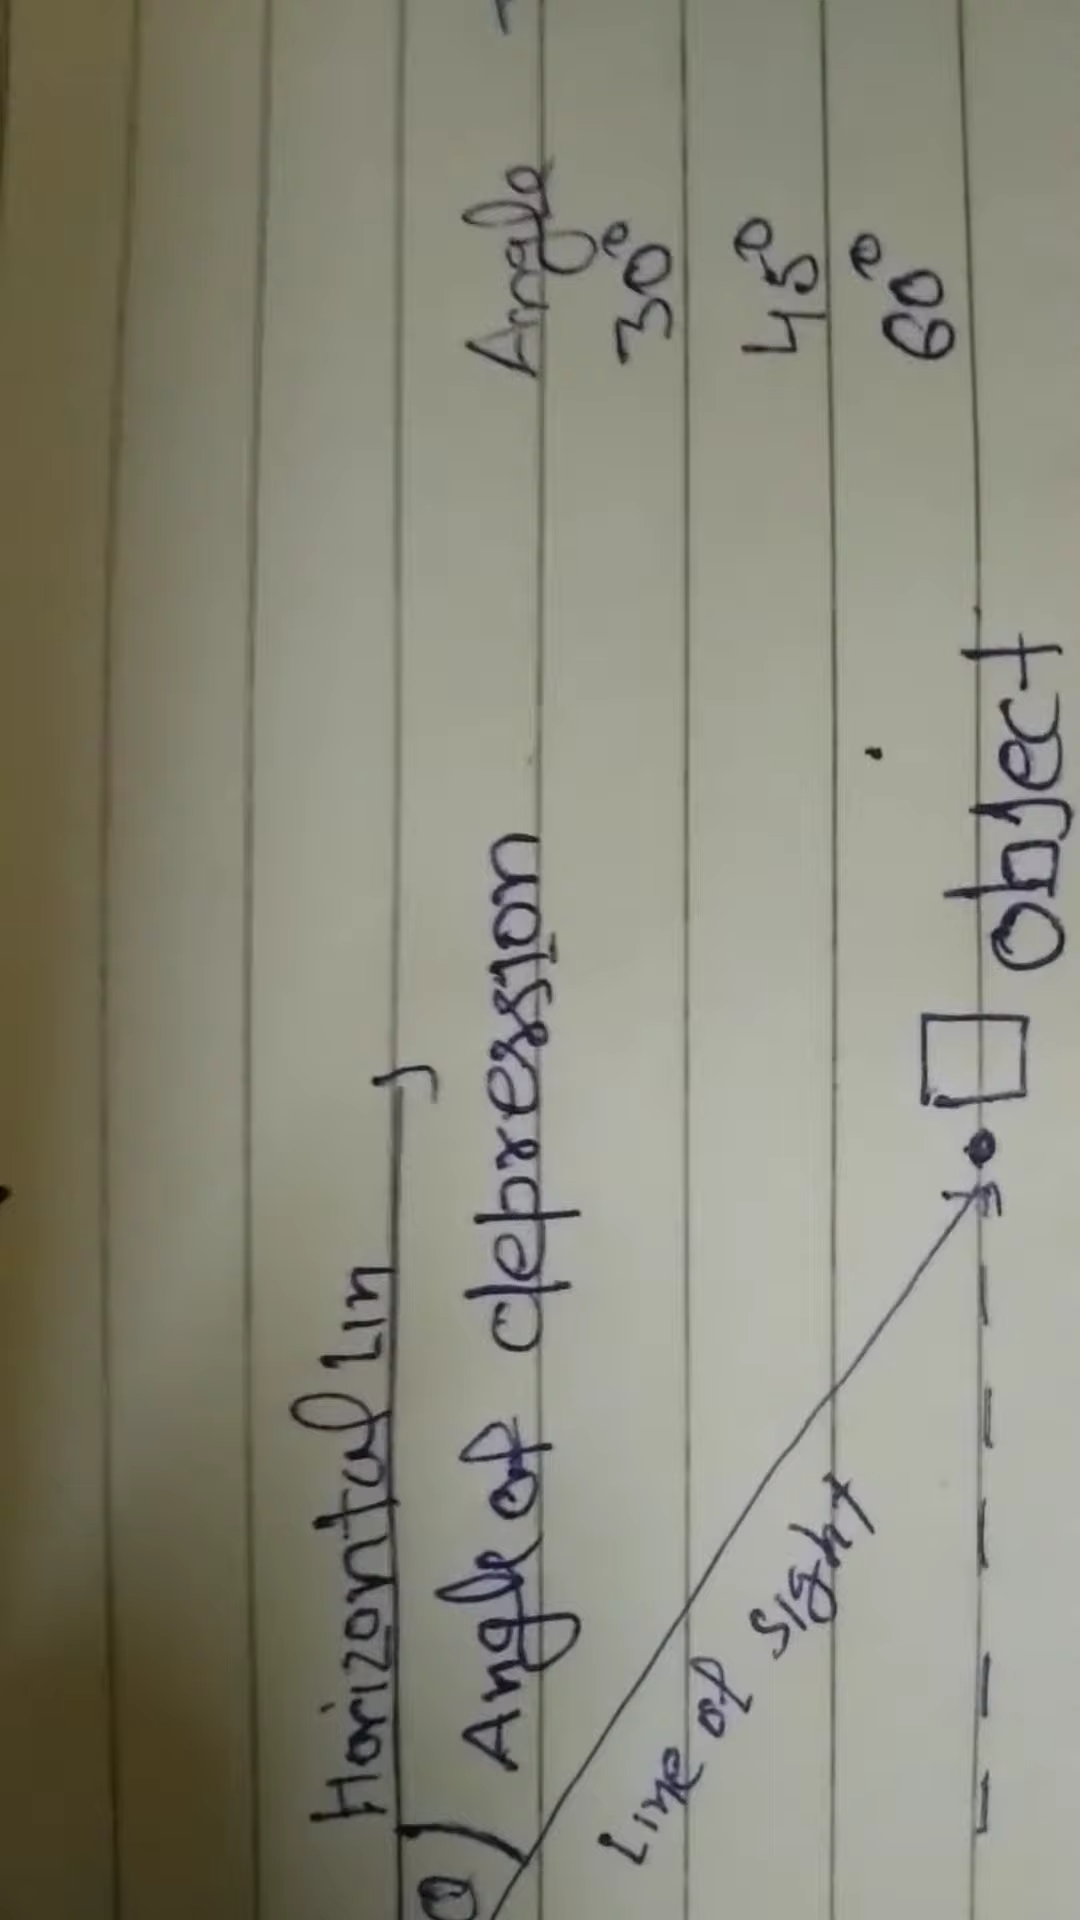 Horizontal Lin
Angle of depression
Line of sight
object
Angle
30°
45°
60°